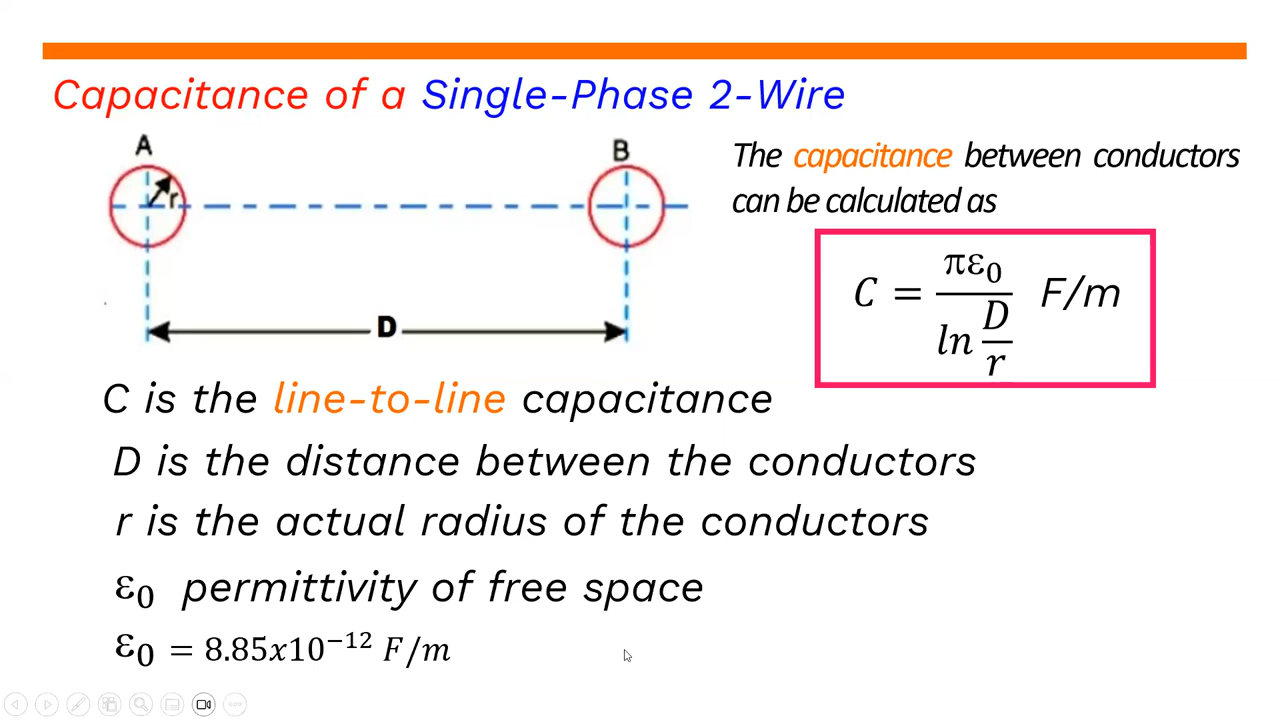 Capacitance of a Single-Phase 2-Wire
A
B
r
D
The capacitance between conductors
can be calculated as
C = πε₀ / ln D/r F/m
C is the line-to-line capacitance
D is the distance between the conductors
r is the actual radius of the conductors
ε₀ permittivity of free space
ε₀ = 8.85x10⁻¹² F/m